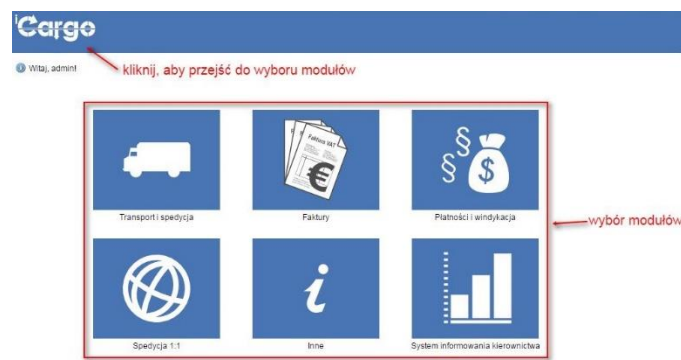 iCargo
kliknij, aby przejść do wyboru modułów
Witaj, admin!
Faktura VAT
Transport i spedycja
Faktury
Płatności i windykacja
wybór modułów
Spedycja 1:1
Inne
System informowania kierownictwa